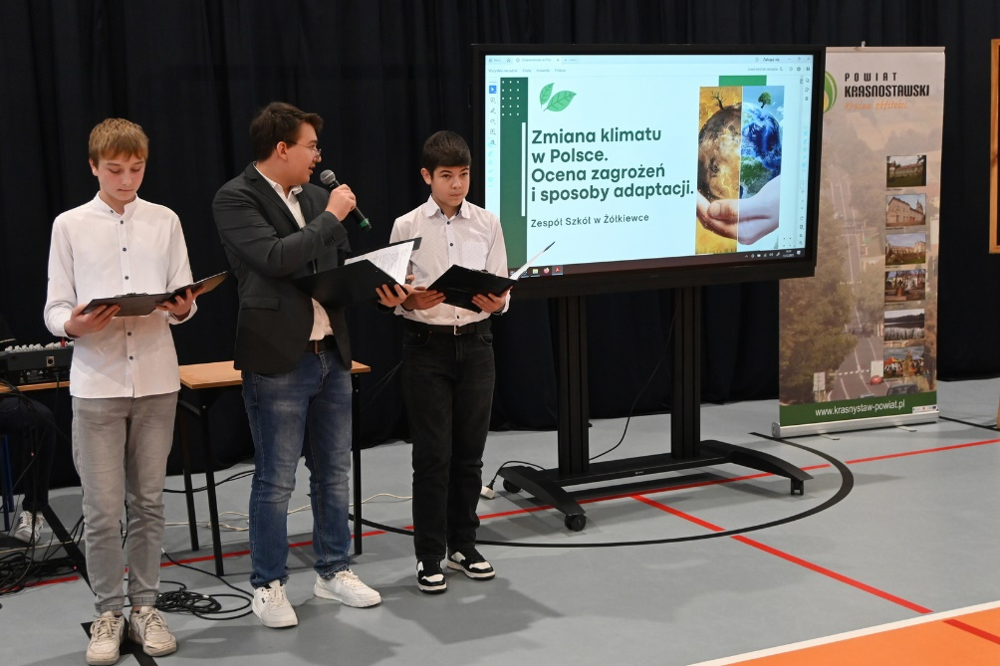 Zmiana klimatu
w Polsce.
Ocena zagrożeń
i sposoby adaptacji.
Zespół Szkół w Żółkiewce
POWIAT
KRASNOSTAWSKI
www.krasnystaw-powiat.pl